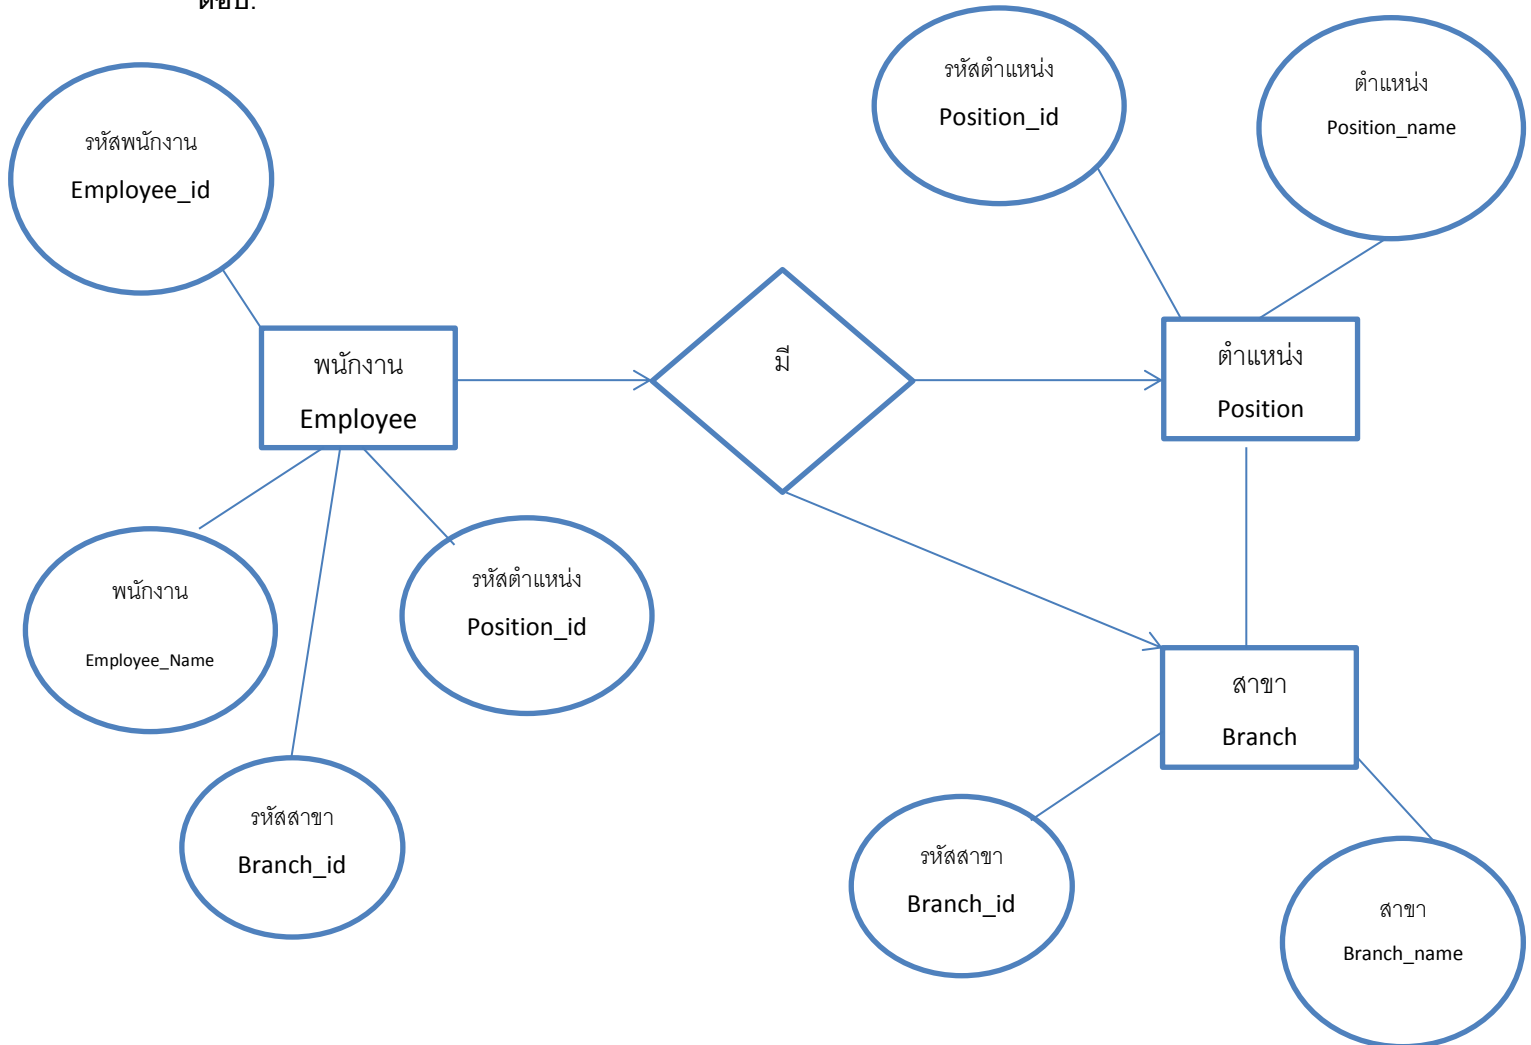 ตอบ.
รหัสตำแหน่ง
Position_id
ตำแหน่ง
Position_name
รหัสพนักงาน
Employee_id
พนักงาน
Employee
มี
ตำแหน่ง
Position
พนักงาน
Employee_Name
รหัสตำแหน่ง
Position_id
สาขา
Branch
รหัสสาขา
Branch_id
รหัสสาขา
Branch_id
สาขา
Branch_name